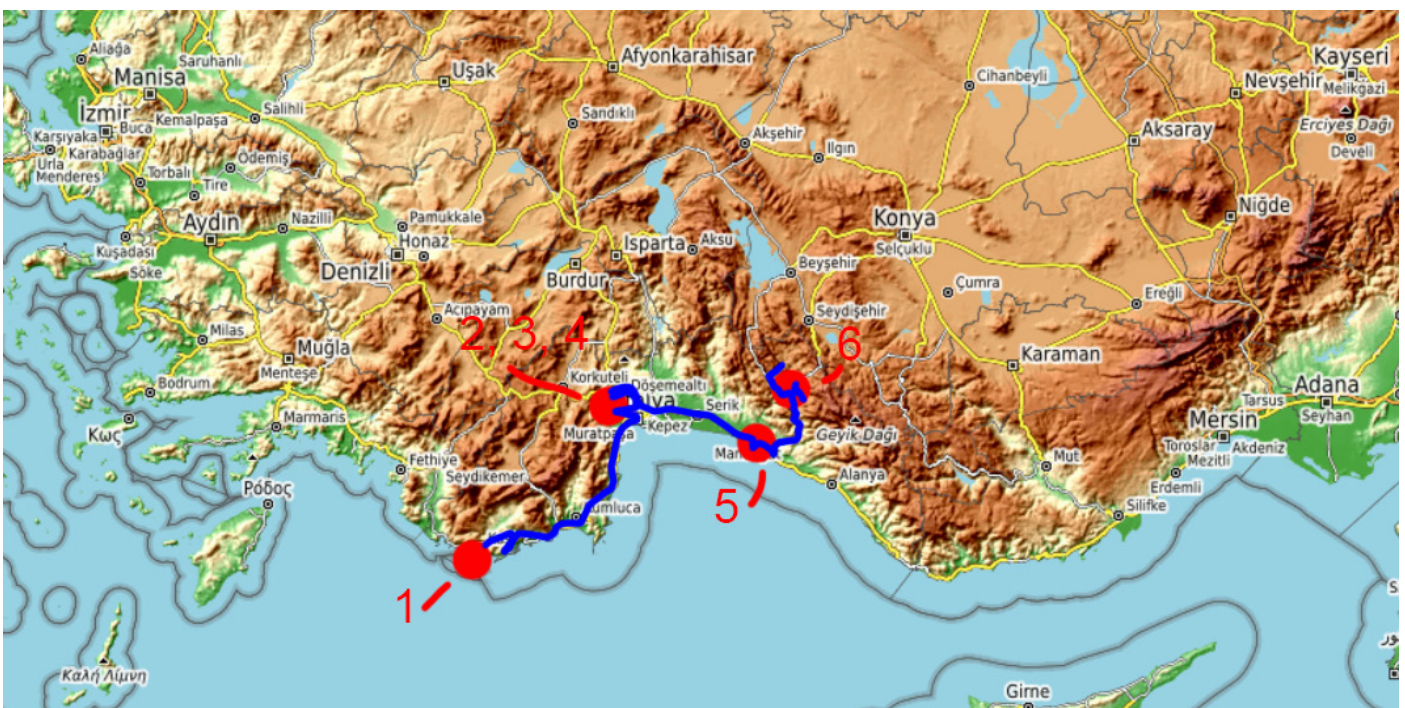 Aliağa
Saruhanlı
Manisa
Uşak
Afyonkarahisar
Cihanbeyli
Kayseri
Nevşehir
Melikgazi
İzmir
Kemalpaşa
Salihli
Sandıklı
Karşıyaka
Buca
Karabağlar
Akşehir
Aksaray
Erciyes Dağı
Ilgın
Develi
Urla
Menderes
Torbalı
Ödemiş
Tire
Aydın
Nazilli
Pamukkale
Konya
Niğde
Kuşadası
Honaz
Isparta
Aksu
Selçuklu
Söke
Denizli
Burdur
Beyşehir
Çumra
Ereğli
Acıpayam
Seydişehir
Milas
2, 3, 4
6
Muğla
Karaman
Menteşe
Bodrum
Korkuteli
Döşemealtı
Adana
Tarsus
Seyhan
Marmaris
Serik
Mersin
Κως
Muratpaşa
Kepez
Geyik Dağı
Toroslar
Akdeniz
Mezitli
Fethiye
Seydikemer
Mut
Alanya
Erdemli
Ρόδος
5
Silifke
1
Καλή Λίμνη
Girne